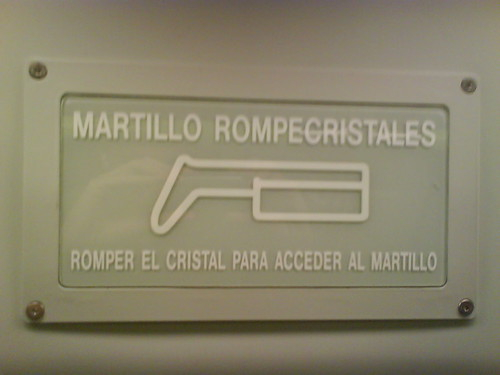 MARTILLO ROMPECRISTALES
ROMPER EL CRISTAL PARA ACCEDER AL MARTILLO